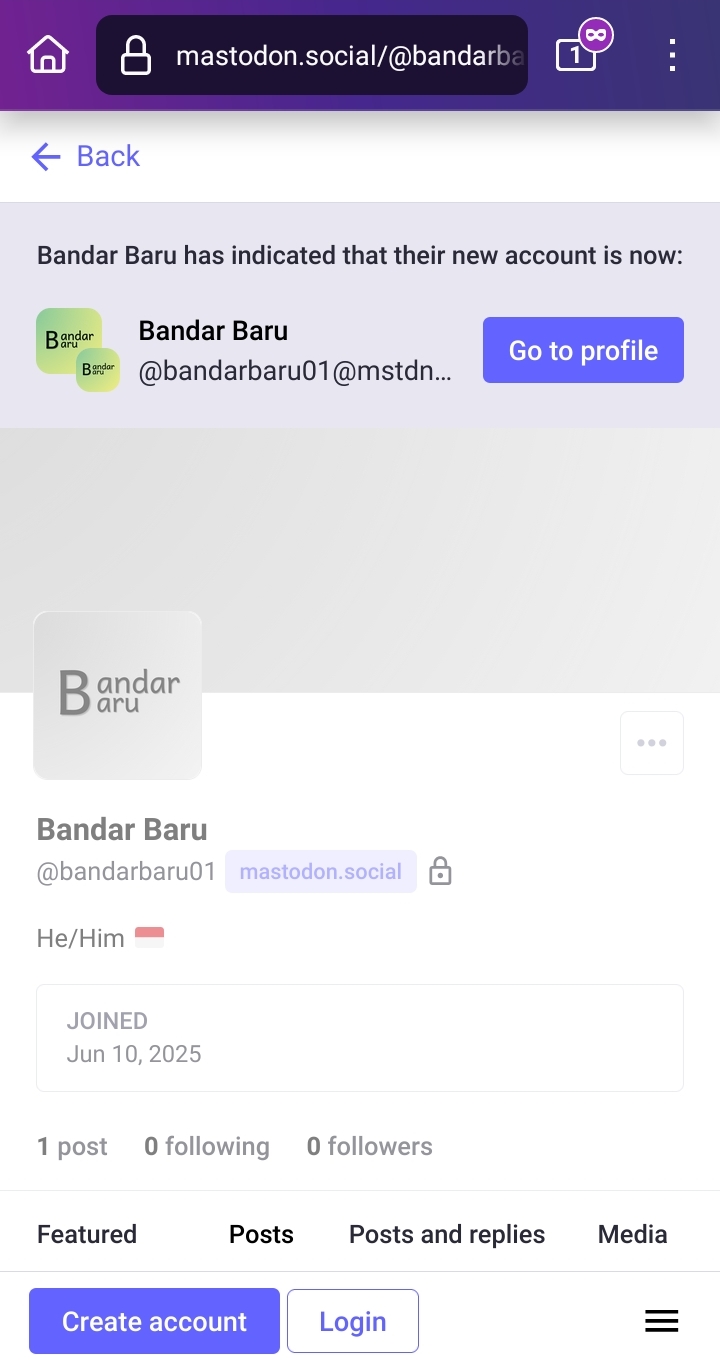 mastodon.social/@bandarba
1
Back
Bandar Baru has indicated that their new account is now:
Bandar
Baru
Bandar
Baru
Bandar Baru
@bandarbaru01@mstdn...
Go to profile
Bandar
Baru
Bandar Baru
@bandarbaru01 mastodon.social
He/Him
JOINED
Jun 10, 2025
1 post 0 following 0 followers
Featured Posts Posts and replies Media
Create account Login